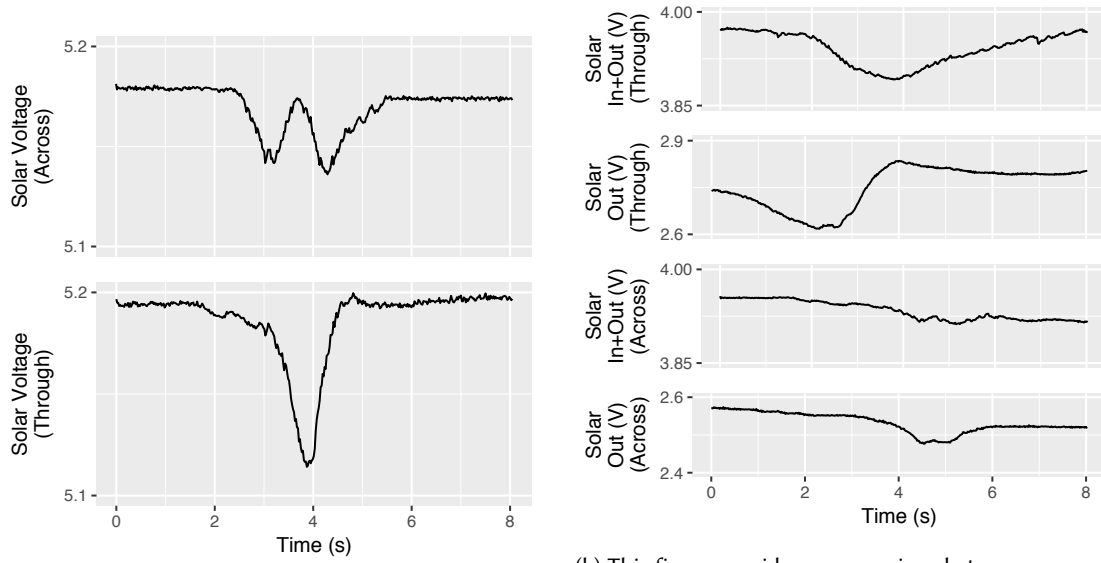 5.2
Solar Voltage
(Across)
5.1
5.2
Solar Voltage
(Through)
5.1
0 2 4 6 8
Time (s)
4.00
Solar
In+Out (V)
(Through)
3.85
2.9
Solar
Out (V)
(Through)
2.6
4.00
Solar
In+Out (V)
(Across)
3.85
2.6
Solar
Out (V)
(Across)
2.4
0 2 4 6 8
Time (s)